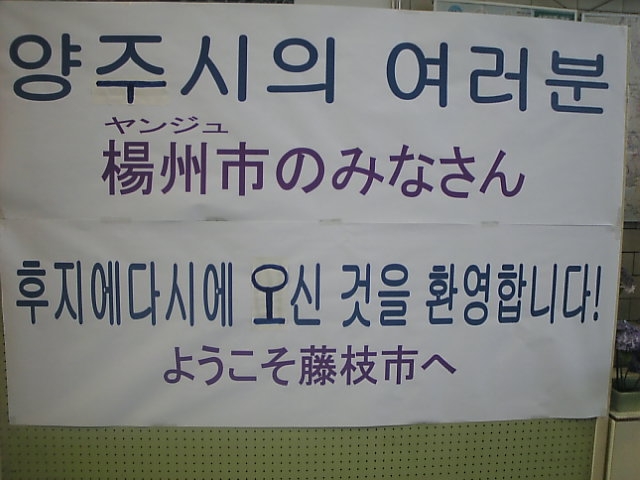 양주시의 여러분
ヤンジュ
楊州市のみなさん
후지에다시에 오신 것을 환영합니다!
ようこそ藤枝市へ